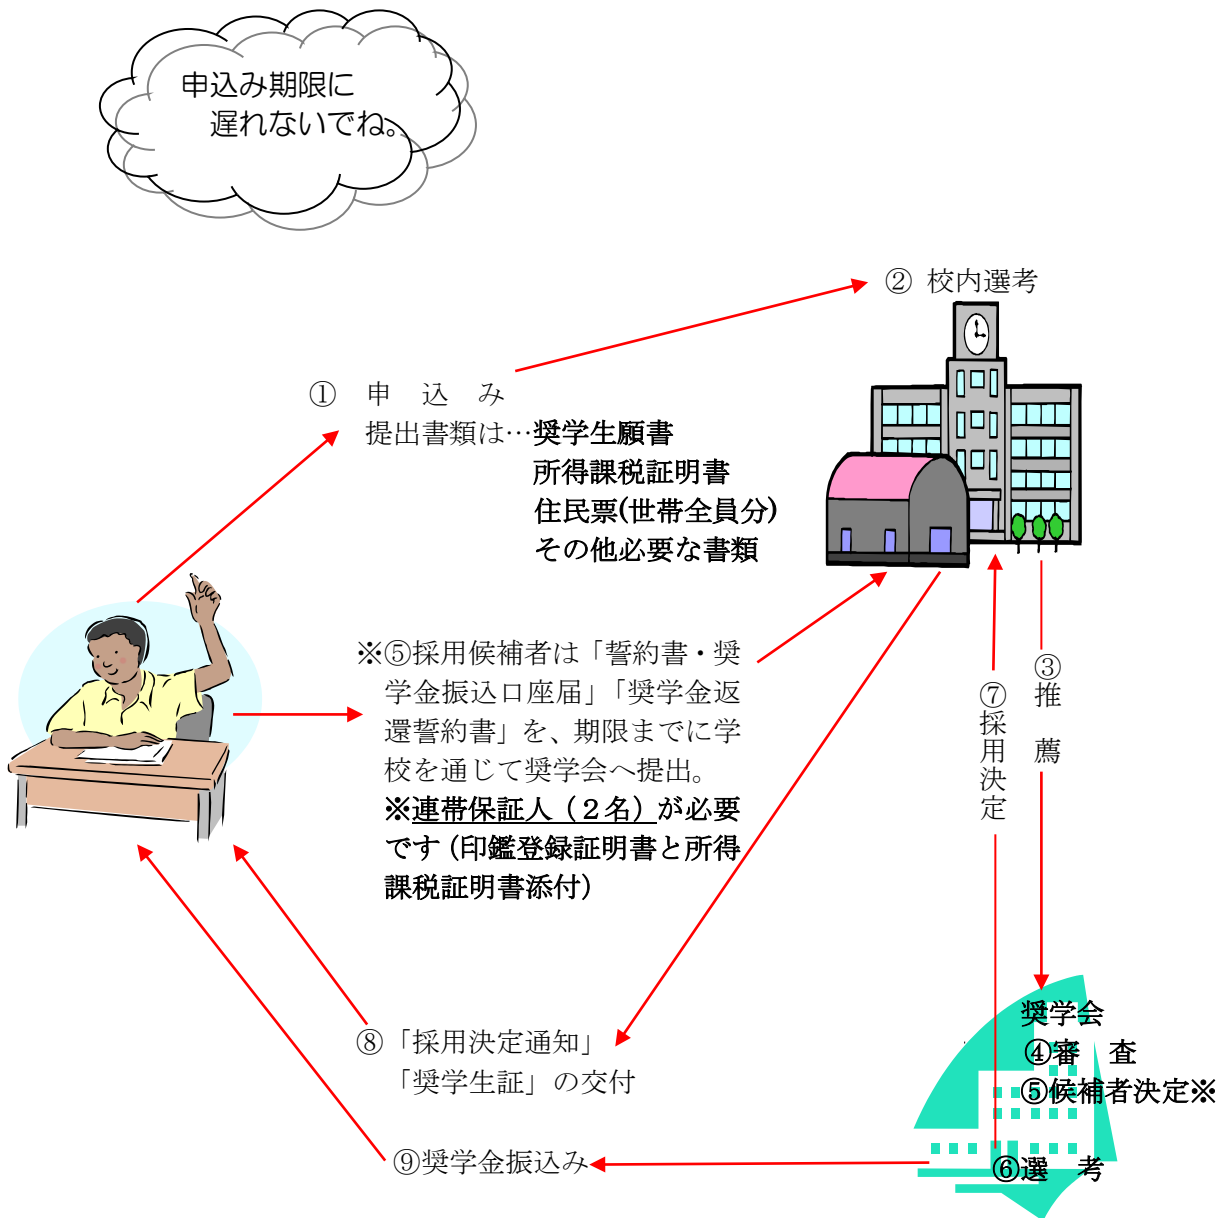 申込み期限に
遅れないでね。
② 校内選考
① 申 込 み
提出書類は…奨学生願書
所得課税証明書
住民票(世帯全員分)
その他必要な書類
※⑤採用候補者は「誓約書・奨
学金振込口座届」「奨学金返
還誓約書」を、期限までに学
校を通じて奨学会へ提出。
※連帯保証人（２名）が必要
です(印鑑登録証明書と所得
課税証明書添付)
③推 薦
⑦採用決定
奨学会
④審 査
⑤候補者決定※
⑥選 考
⑧「採用決定通知」
「奨学生証」の交付
⑨奨学金振込み